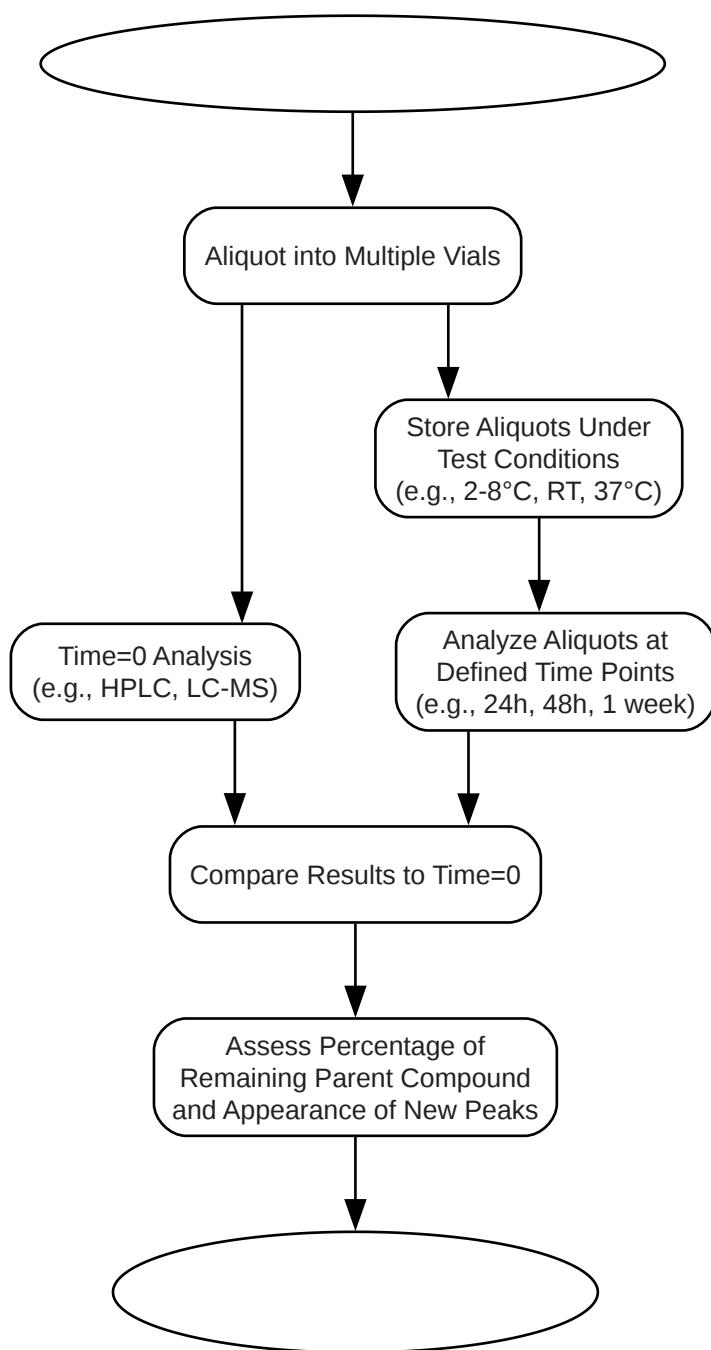 Aliquot into Multiple Vials
Store Aliquots Under
Test Conditions
(e.g., 2-8°C, RT, 37°C)
Time=0 Analysis
(e.g., HPLC, LC-MS)
Analyze Aliquots at
Defined Time Points
(e.g., 24h, 48h, 1 week)
Compare Results to Time=0
Assess Percentage of
Remaining Parent Compound
and Appearance of New Peaks